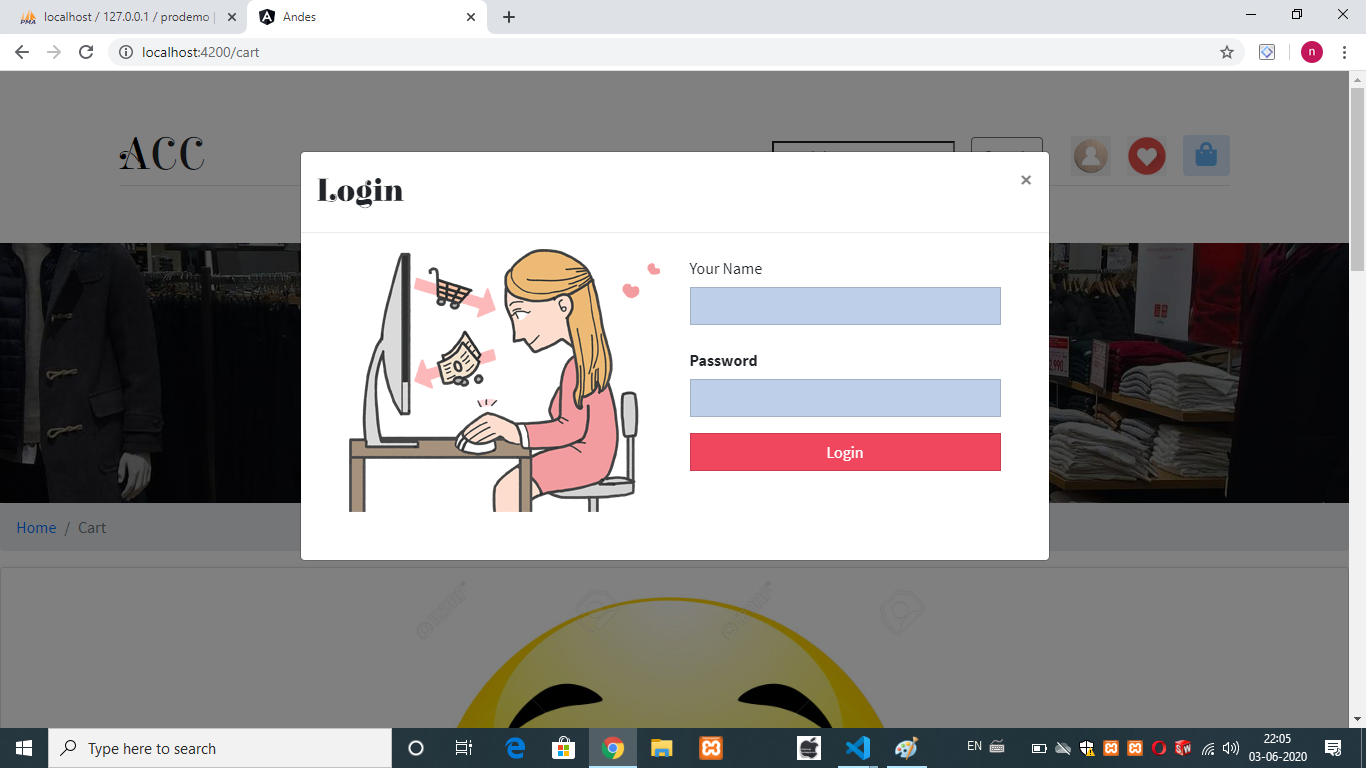 localhost / 127.0.0.1 / prodemo |
Andes
localhost:4200/cart
n
ACC
Login
×
Your Name
Password
Login
Home / Cart
Type here to search
EN
22:05
03-06-2020